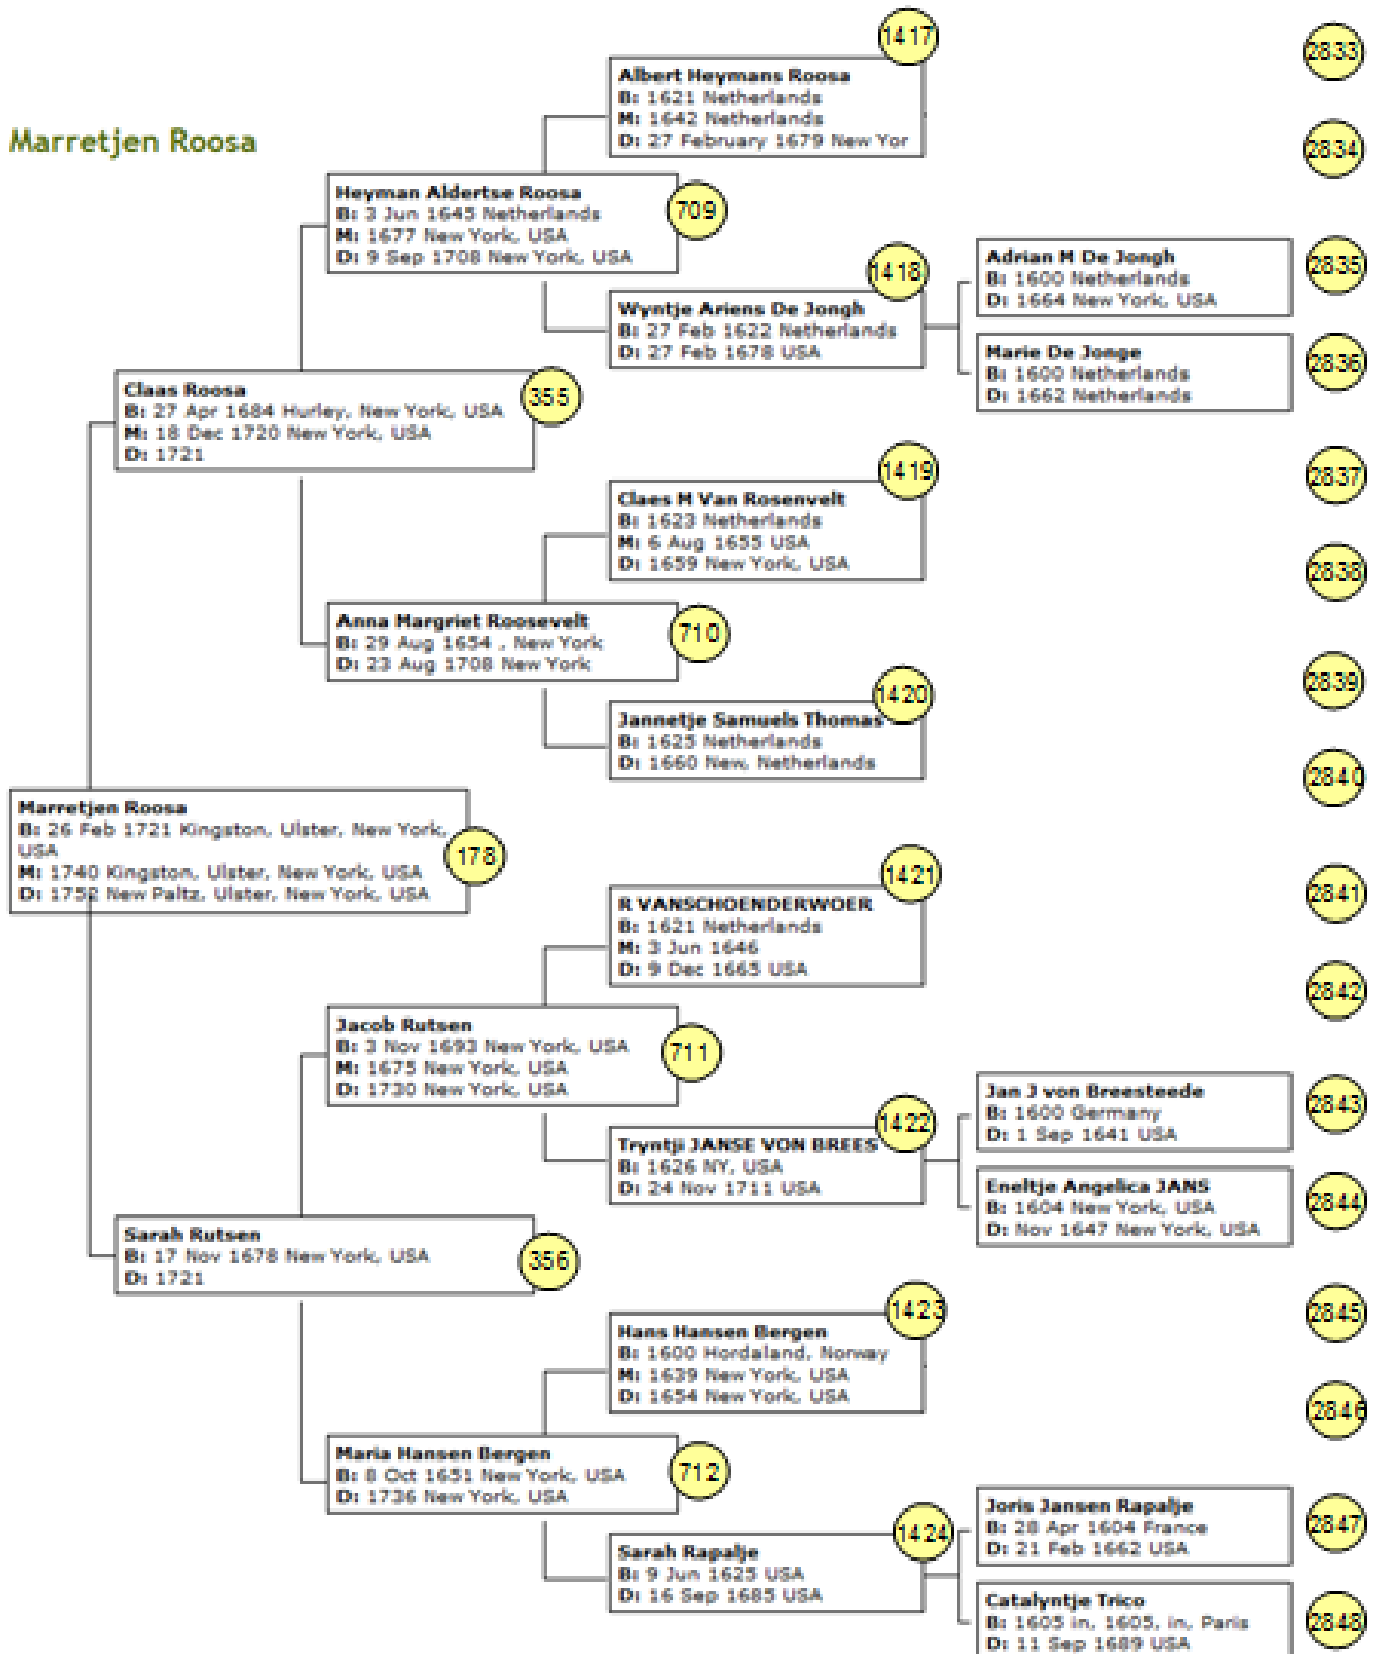 1417
2833
Albert Heymans Roosa
B: 1621 Netherlands
M: 1642 Netherlands
D: 27 February 1679 New Yor
Marretjen Roosa
2834
Heyman Aldertse Roosa
B: 3 Jun 1645 Netherlands
M: 1677 New York, USA
D: 9 Sep 1708 New York, USA
709
1418
Wyntje Ariens De Jongh
B: 27 Feb 1622 Netherlands
D: 27 Feb 1678 USA
Adrian M De Jongh
B: 1600 Netherlands
D: 1664 New York, USA
2835
Marie De Jonge
B: 1600 Netherlands
D: 1662 Netherlands
2836
Claas Roosa
B: 27 Apr 1684 Hurley, New York, USA
M: 18 Dec 1720 New York, USA
D: 1721
355
1419
Claes M Van Rosenvelt
B: 1623 Netherlands
M: 6 Aug 1655 USA
D: 1659 New York, USA
2837
2838
Anna Margriet Roosevelt
B: 29 Aug 1654 , New York
D: 23 Aug 1708 New York
710
1420
Jannetje Samuels Thomas
B: 1625 Netherlands
D: 1660 New, Netherlands
2839
2840
Marretjen Roosa
B: 26 Feb 1721 Kingston, Ulster, New York,
USA
M: 1740 Kingston, Ulster, New York, USA
D: 1752 New Paltz, Ulster, New York, USA
178
1421
R VANSCHOENDERWOER
B: 1621 Netherlands
M: 3 Jun 1646
D: 9 Dec 1665 USA
2841
2842
Jacob Rutsen
B: 3 Nov 1693 New York, USA
M: 1675 New York, USA
D: 1730 New York, USA
711
1422
Tryntji JANSE VON BREES
B: 1626 NY, USA
D: 24 Nov 1711 USA
Jan J von Breesteede
B: 1600 Germany
D: 1 Sep 1641 USA
2843
Eneltje Angelica JANS
B: 1604 New York, USA
D: Nov 1647 New York, USA
2844
Sarah Rutsen
B: 17 Nov 1678 New York, USA
D: 1721
356
1423
Hans Hansen Bergen
B: 1600 Hordaland, Norway
M: 1639 New York, USA
D: 1654 New York, USA
2845
2846
Maria Hansen Bergen
B: 8 Oct 1651 New York, USA
D: 1736 New York, USA
712
1424
Sarah Rapalje
B: 9 Jun 1625 USA
D: 16 Sep 1685 USA
Joris Jansen Rapalje
B: 28 Apr 1604 France
D: 21 Feb 1662 USA
2847
Catalyntje Trico
B: 1605 in, 1605, in, Paris
D: 11 Sep 1689 USA
2848